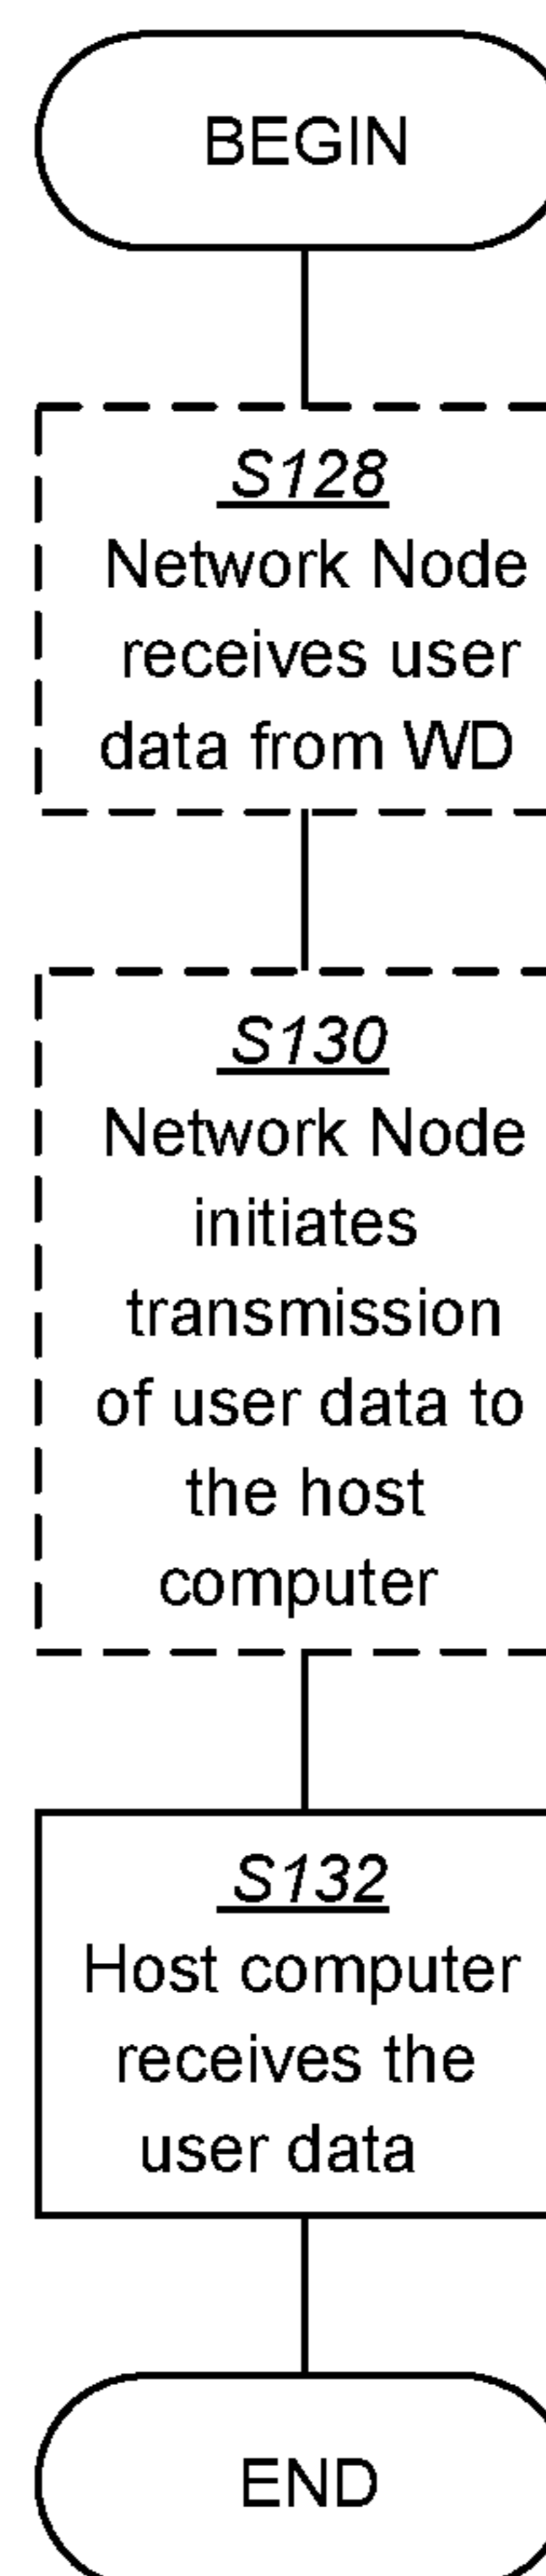 BEGIN
S128
Network Node
receives user
data from WD
S130
Network Node
initiates
transmission
of user data to
the host
computer
S132
Host computer
receives the
user data
END